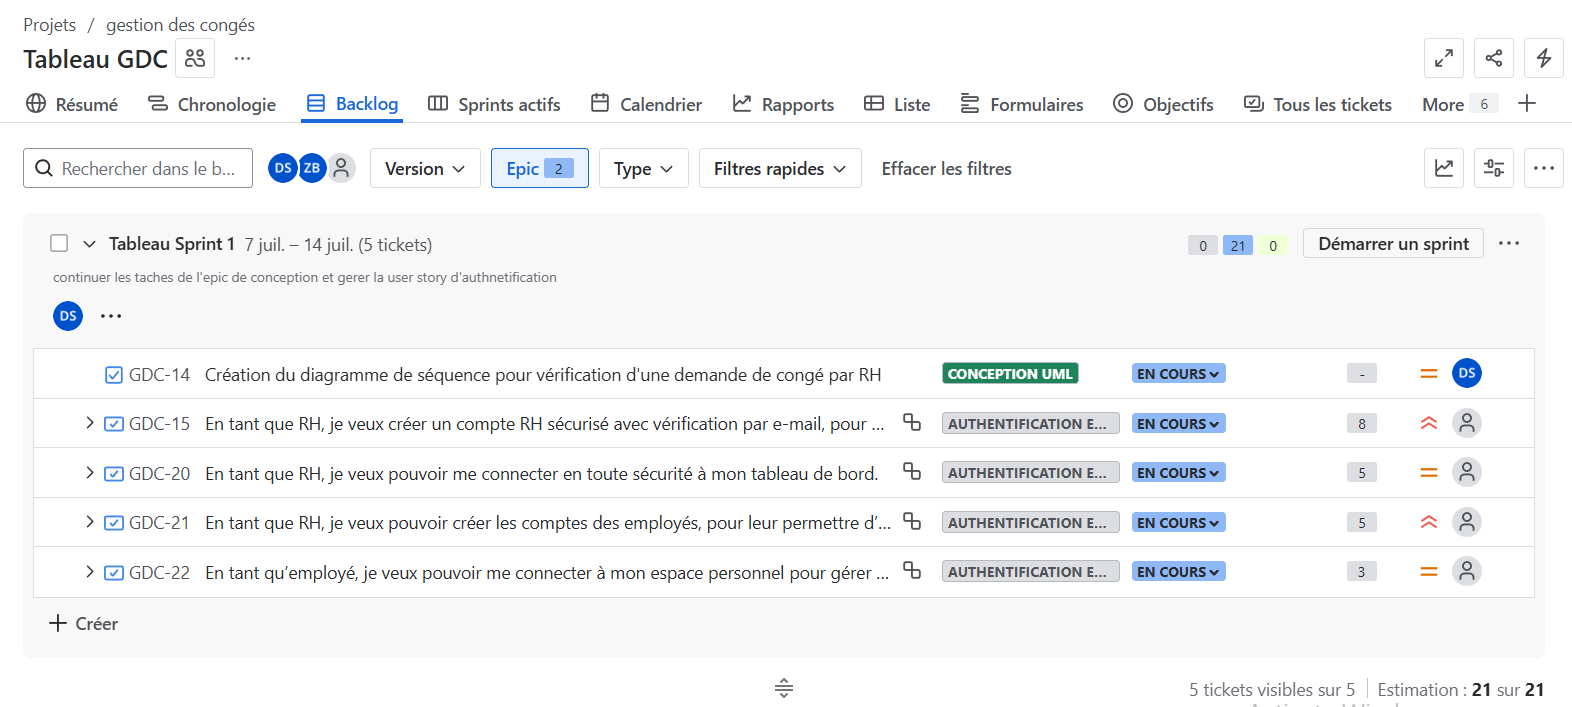 Projets / gestion des congés
Tableau GDC
Résumé Chronologie Backlog Sprints actifs Calendrier Rapports Liste Formulaires Objectifs Tous les tickets More 6
Rechercher dans le b... DS ZB Version Epic 2 Type Filtres rapides Effacer les filtres
Tableau Sprint 1 7 juil. – 14 juil. (5 tickets) 0 21 0 Démarrer un sprint
continuer les taches de l'epic de conception et gerer la user story d'authnetification
DS
GDC-14 Création du diagramme de séquence pour vérification d'une demande de congé par RH CONCEPTION UML EN COURS - DS
GDC-15 En tant que RH, je veux créer un compte RH sécurisé avec vérification par e-mail, pour ... AUTHENTIFICATION E... EN COURS 8
GDC-20 En tant que RH, je veux pouvoir me connecter en toute sécurité à mon tableau de bord. AUTHENTIFICATION E... EN COURS 5
GDC-21 En tant que RH, je veux pouvoir créer les comptes des employés, pour leur permettre d’... AUTHENTIFICATION E... EN COURS 5
GDC-22 En tant qu’employé, je veux pouvoir me connecter à mon espace personnel pour gérer ... AUTHENTIFICATION E... EN COURS 3
Créer
5 tickets visibles sur 5 Estimation : 21 sur 21